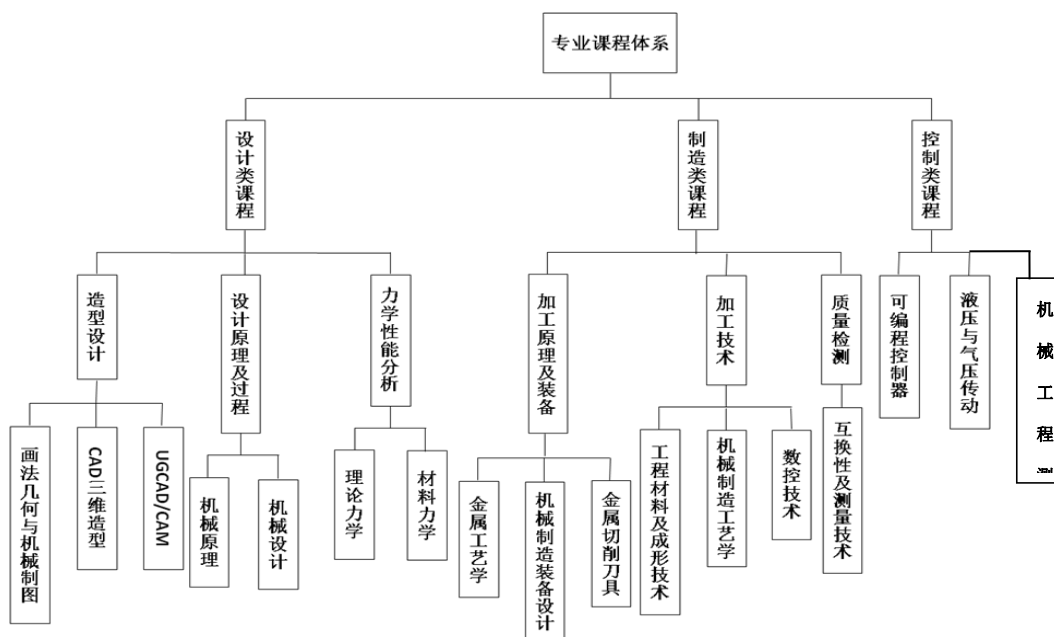 专业课程体系
设计类课程
制造类课程
控制类课程
造型设计
设计原理及过程
力学性能分析
加工原理及装备
加工技术
质量检测
可编程控制器
液压与气压传动
机械工程测
画法几何与机械制图
CAD三维造型
UGCAD/CAM
机械原理
机械设计
理论力学
材料力学
金属工艺学
机械制造装备设计
金属切削刀具
工程材料及成形技术
机械制造工艺学
数控技术
互换性及测量技术